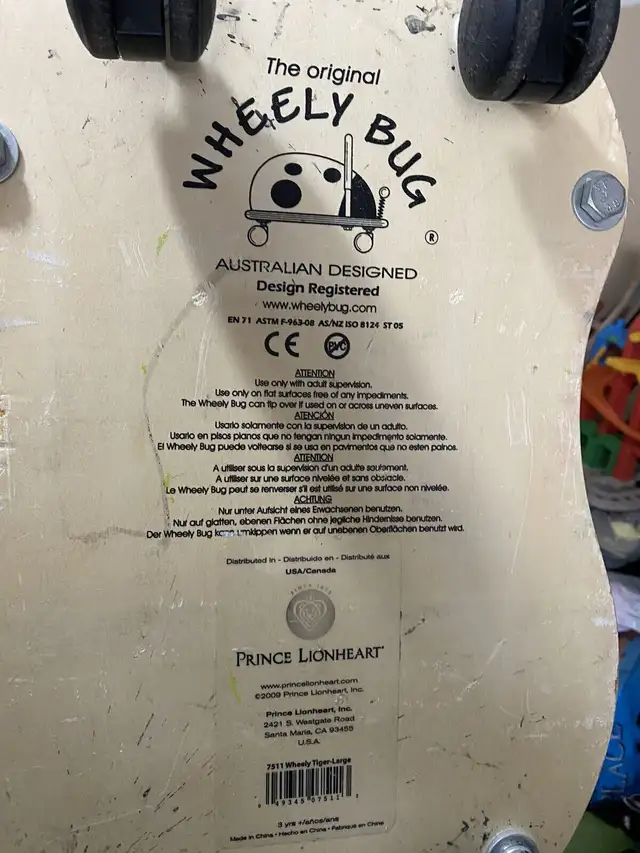 The original
WHEELY BUG
®
AUSTRALIAN DESIGNED
Design Registered
www.wheelybug.com
EN 71 ASTM F-963-08 AS/NZ ISO 8124 ST 05
CE PVC
ATTENTION
Use only with adult supervision.
Use only on flat surfaces free of any impediments.
The Wheely Bug can tip over if used on or across uneven surfaces.
ATENCIÓN
Usarlo solamente con la supervisión de un adulto.
Usarlo en pisos planos que no tengan ningun impedimento solamente.
El Wheely Bug puede voltearse si se usa en pavimentos que no esten palnos.
ATTENTION
A utiliser sous la supervision d'un adulte seulement.
A utiliser sur une surface nivelée et sans obstacle.
Le Wheely Bug peut se renverser s'il est utilisé sur une surface non nivelée.
ACHTUNG
Nur unter Aufsicht eines Erwachsenen benutzen.
Nur auf glatten, ebenen Flächen ohne jegliche Hindernisse benutzen.
Der Wheely Bug kann umkippen wenn er auf unebenen Oberflächen benutzt wird.
Distributed in - Distribuido en - Distribué aux
USA/Canada
SINCE 1973
PRINCE LIONHEART
www.princelionheart.com
©2009 Prince Lionheart, Inc.
Prince Lionheart, Inc.
2421 S. Westgate Road
Santa Maria, CA 93455
U.S.A.
7511 Wheely Tiger-Large
0 49345 07511 1
3 yrs +/años/ans
Made in China • Hecho en China • Fabriqué en Chine